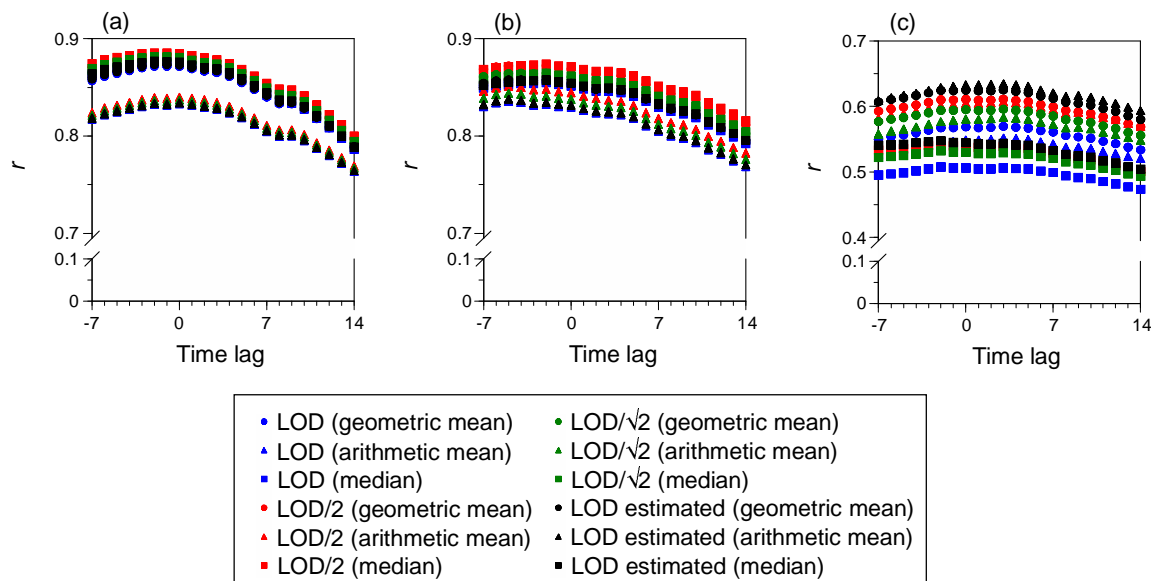 (a)
(b)
(c)
0.9
0.8
0.7
0.1
0
r
-7
0
7
14
Time lag
0.9
0.8
0.7
0.1
0
r
-7
0
7
14
Time lag
0.7
0.6
0.5
0.4
0.1
0
r
-7
0
7
14
Time lag
LOD (geometric mean)
LOD (arithmetic mean)
LOD (median)
LOD/2 (geometric mean)
LOD/2 (arithmetic mean)
LOD/2 (median)
LOD/√2 (geometric mean)
LOD/√2 (arithmetic mean)
LOD/√2 (median)
LOD estimated (geometric mean)
LOD estimated (arithmetic mean)
LOD estimated (median)